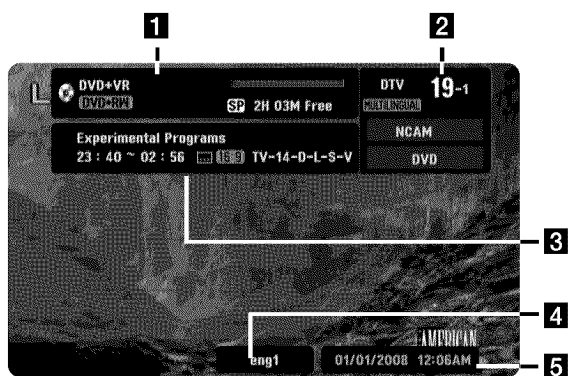 1
2
DVD+VR
DVD+RW
SP 2H 03M Free
DTV 19-1
MULTILINGUAL
NCAM
DVD
Experimental Programs
23 : 40 ~ 02 : 56 16:9 TV-14-D-L-S-V
3
4
AMERICAN
eng1
01/01/2008 12:06AM
5